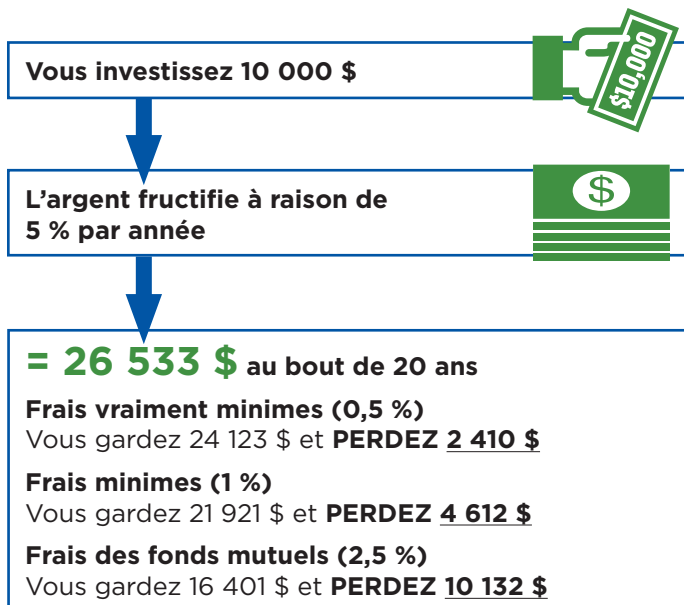 Vous investissez 10 000 $
$10,000
L'argent fructifie à raison de
$
5 % par année
= 26 533 $ au bout de 20 ans
Frais vraiment minimes (0,5 %)
Vous gardez 24 123 $ et PERDEZ 2 410 $
Frais minimes (1 %)
Vous gardez 21 921 $ et PERDEZ 4 612 $
Frais des fonds mutuels (2,5 %)
Vous gardez 16 401 $ et PERDEZ 10 132 $